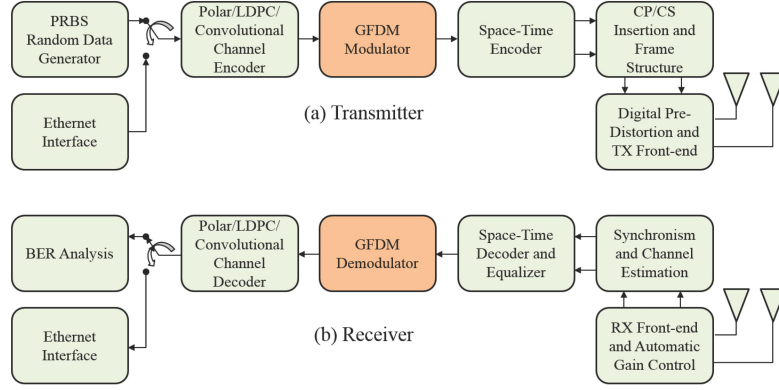 PRBS
Random Data
Generator
Polar/LDPC/
Convolutional
Channel
Encoder
GFDM
Modulator
Space-Time
Encoder
CP/CS
Insertion and
Frame
Structure
Ethernet
Interface
(a) Transmitter
Digital Pre-
Distortion and
TX Front-end
BER Analysis
Polar/LDPC/
Convolutional
Channel
Decoder
GFDM
Demodulator
Space-Time
Decoder and
Equalizer
Synchronism
and Channel
Estimation
Ethernet
Interface
(b) Receiver
RX Front-end
and Automatic
Gain Control